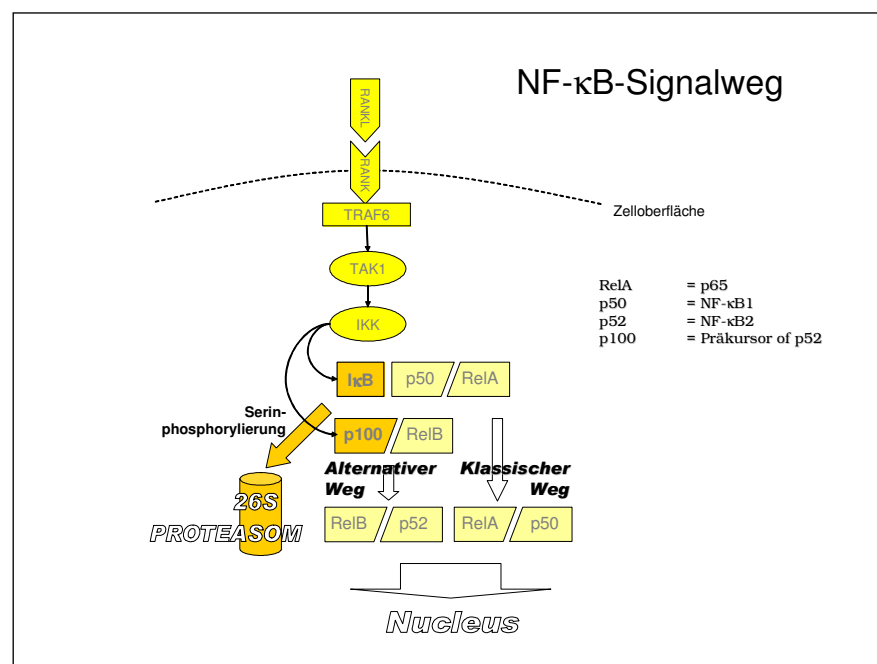 NF-κB-Signalweg
RANKL
RANK
Zelloberfläche
TRAF6
TAK1
RelA = p65
p50 = NF-κB1
p52 = NF-κB2
p100 = Präkursor of p52
IKK
IκB p50 RelA
Serin-
phosphorylierung
p100 RelB
Alternativer
Weg
Klassischer
Weg
26S
PROTEASOM
RelB p52 RelA p50
Nucleus